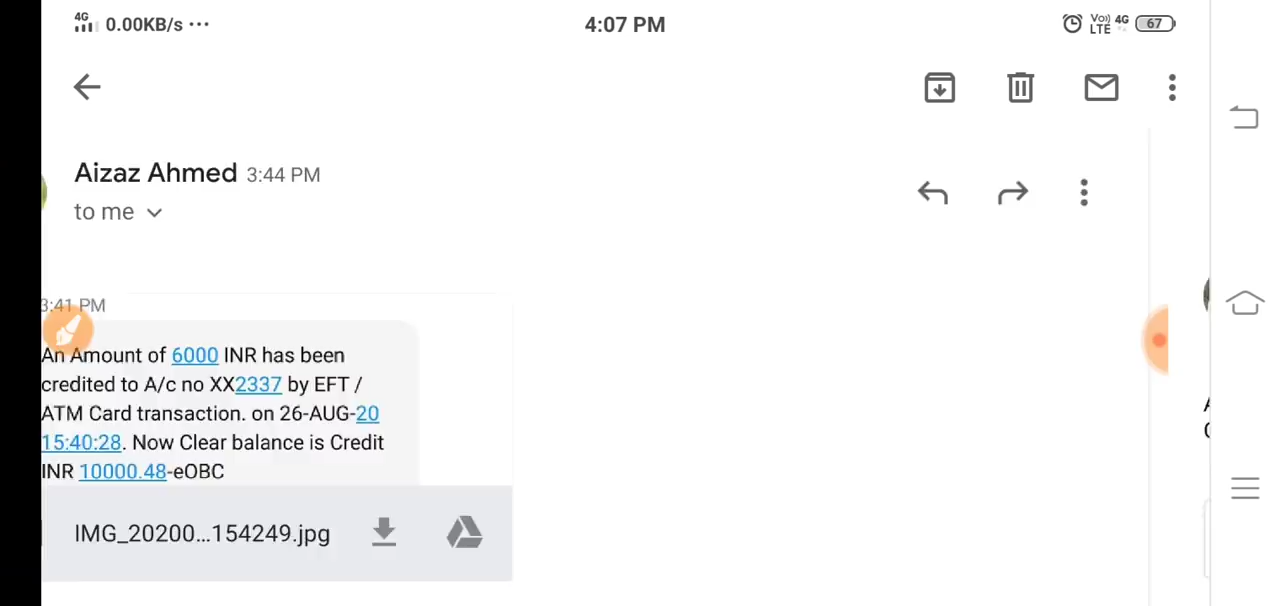 4G 0.00KB/s ... 4:07 PM Vo) LTE 4G 67
Aizaz Ahmed 3:44 PM
to me
3:41 PM
An Amount of 6000 INR has been
credited to A/c no XX2337 by EFT /
ATM Card transaction. on 26-AUG-20
15:40:28. Now Clear balance is Credit
INR 10000.48-eOBC
IMG_20200...154249.jpg